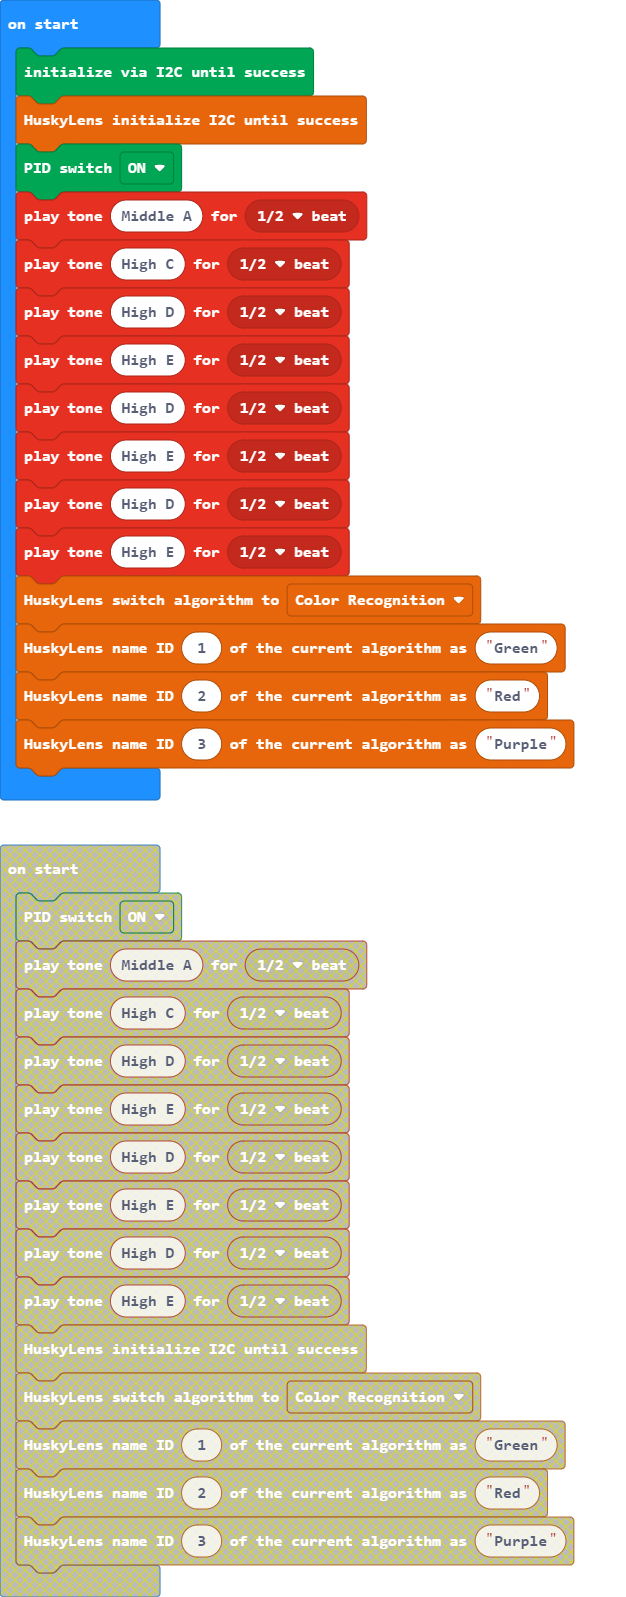 on start
initialize via I2C until success
HuskyLens initialize I2C until success
PID switch ON
play tone Middle A for 1/2 beat
play tone High C for 1/2 beat
play tone High D for 1/2 beat
play tone High E for 1/2 beat
play tone High D for 1/2 beat
play tone High E for 1/2 beat
play tone High D for 1/2 beat
play tone High E for 1/2 beat
HuskyLens switch algorithm to Color Recognition
HuskyLens name ID 1 of the current algorithm as "Green"
HuskyLens name ID 2 of the current algorithm as "Red"
HuskyLens name ID 3 of the current algorithm as "Purple"
on start
PID switch ON
play tone Middle A for 1/2 beat
play tone High C for 1/2 beat
play tone High D for 1/2 beat
play tone High E for 1/2 beat
play tone High D for 1/2 beat
play tone High E for 1/2 beat
play tone High D for 1/2 beat
play tone High E for 1/2 beat
HuskyLens initialize I2C until success
HuskyLens switch algorithm to Color Recognition
HuskyLens name ID 1 of the current algorithm as "Green"
HuskyLens name ID 2 of the current algorithm as "Red"
HuskyLens name ID 3 of the current algorithm as "Purple"